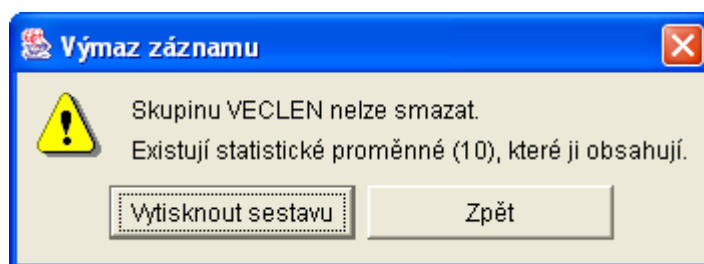 Výmaz záznamu
Skupinu VECLEN nelze smazat.
Existují statistické proměnné (10), které ji obsahují.
Vytisknout sestavu
Zpět